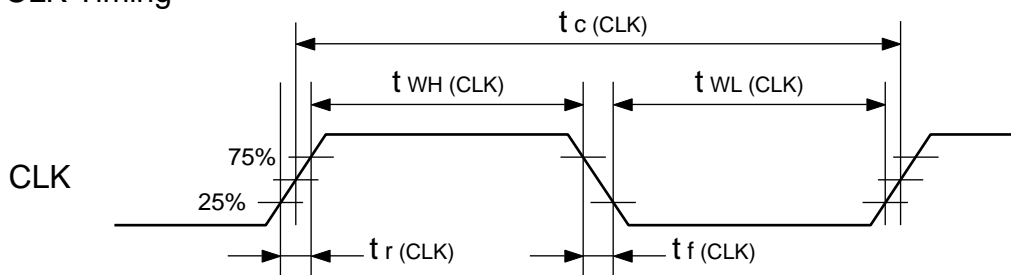 CLK Timing
t c (CLK)
t WH (CLK)
t WL (CLK)
75%
CLK
25%
t r (CLK)
t f (CLK)